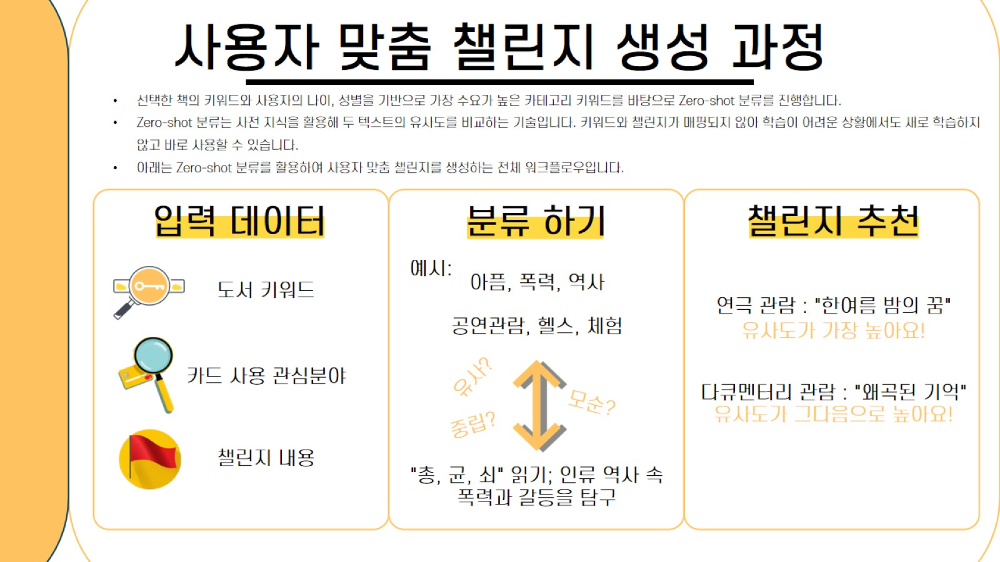 사용자 맞춤 챌린지 생성 과정
• 선택한 책의 키워드와 사용자의 나이, 성별을 기반으로 가장 수요가 높은 카테고리 키워드를 바탕으로 Zero-shot 분류를 진행합니다.
• Zero-shot 분류는 사전 지식을 활용해 두 텍스트의 유사도를 비교하는 기술입니다. 키워드와 챌린지가 매핑되지 않아 학습이 어려운 상황에서도 새로 학습하지
않고 바로 사용할 수 있습니다.
• 아래는 Zero-shot 분류를 활용하여 사용자 맞춤 챌린지를 생성하는 전체 워크플로우입니다.
입력 데이터
도서 키워드
카드 사용 관심분야
챌린지 내용
분류 하기
예시:
아픔, 폭력, 역사
공연관람, 헬스, 체험
유사?
모순?
중립?
"총, 균, 쇠" 읽기; 인류 역사 속
폭력과 갈등을 탐구
챌린지 추천
연극 관람 : "한여름 밤의 꿈"
유사도가 가장 높아요!
다큐멘터리 관람 : "왜곡된 기억"
유사도가 그다음으로 높아요!